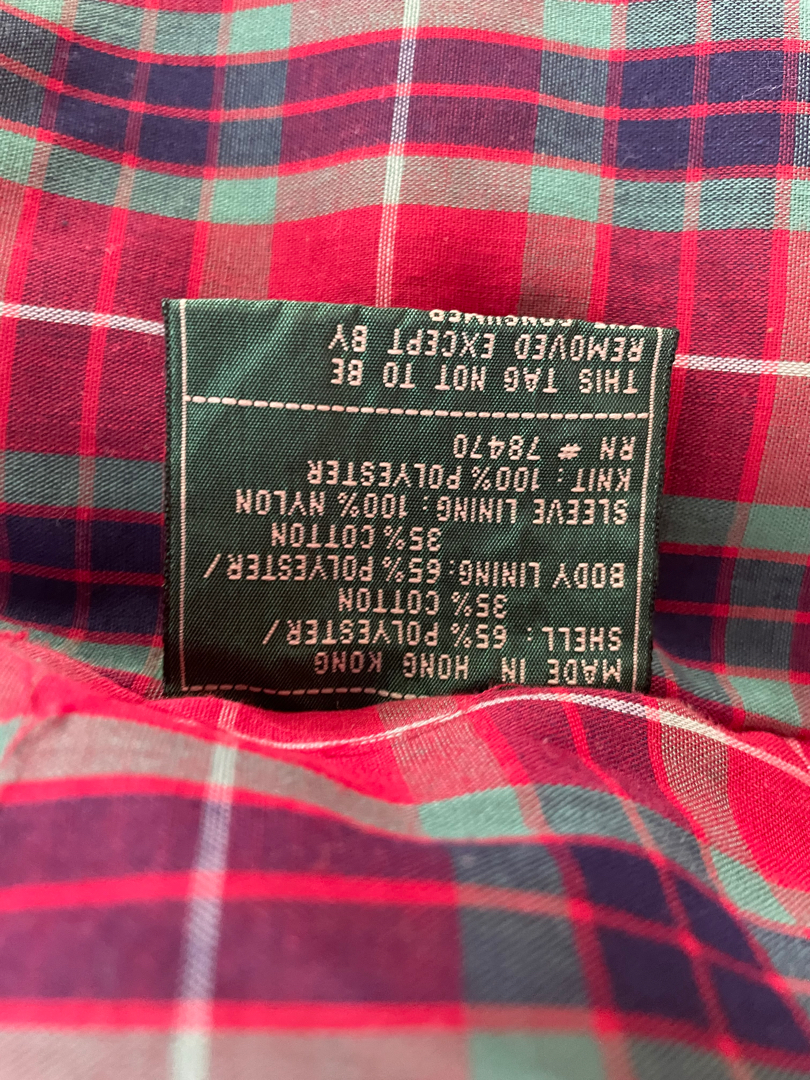 MADE IN HONG KONG
SHELL: 65% POLYESTER/
35% COTTON
BODY LINING: 65% POLYESTER/
35% COTTON
SLEEVE LINING: 100% NYLON
KNIT: 100% POLYESTER
RN # 78470
THIS TAG NOT TO BE
REMOVED EXCEPT BY
CONSUMER